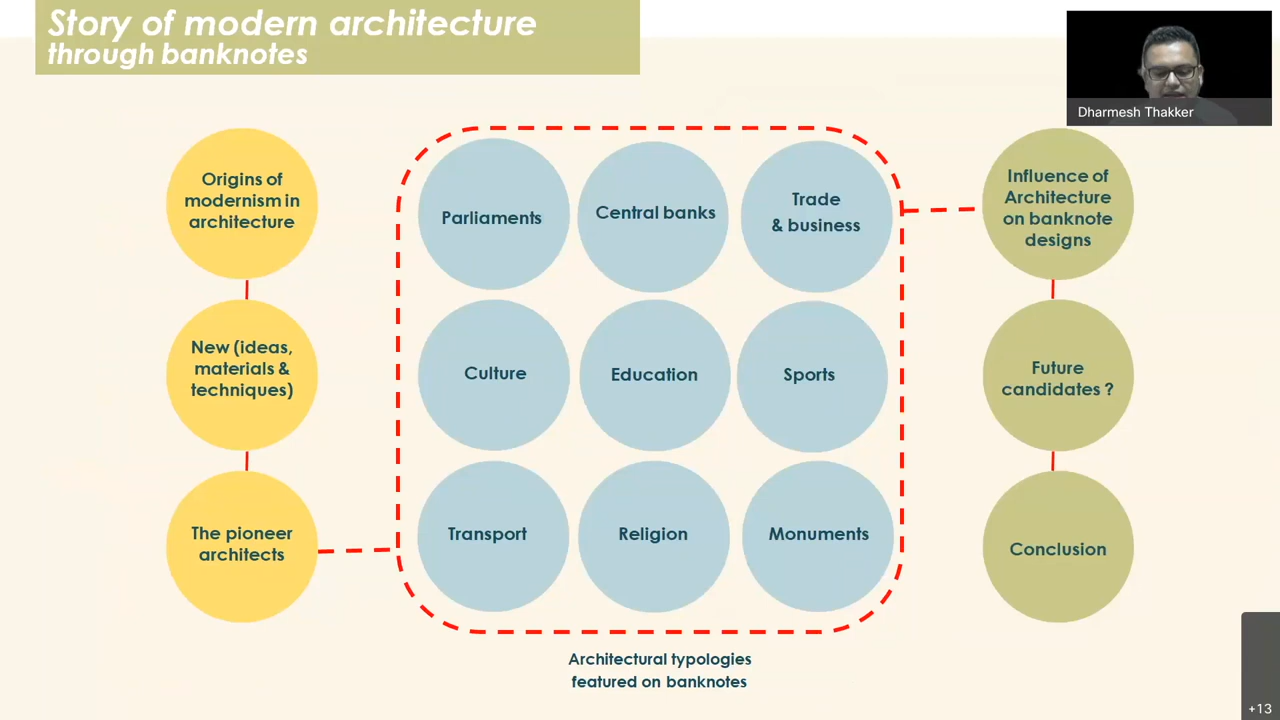 Story of modern architecture
through banknotes
Dharmesh Thakker
Origins of
modernism in
architecture
New (ideas,
materials &
techniques)
The pioneer
architects
Parliaments
Central banks
Trade
& business
Culture
Education
Sports
Transport
Religion
Monuments
Architectural typologies
featured on banknotes
Influence of
Architecture
on banknote
designs
Future
candidates ?
Conclusion
+13